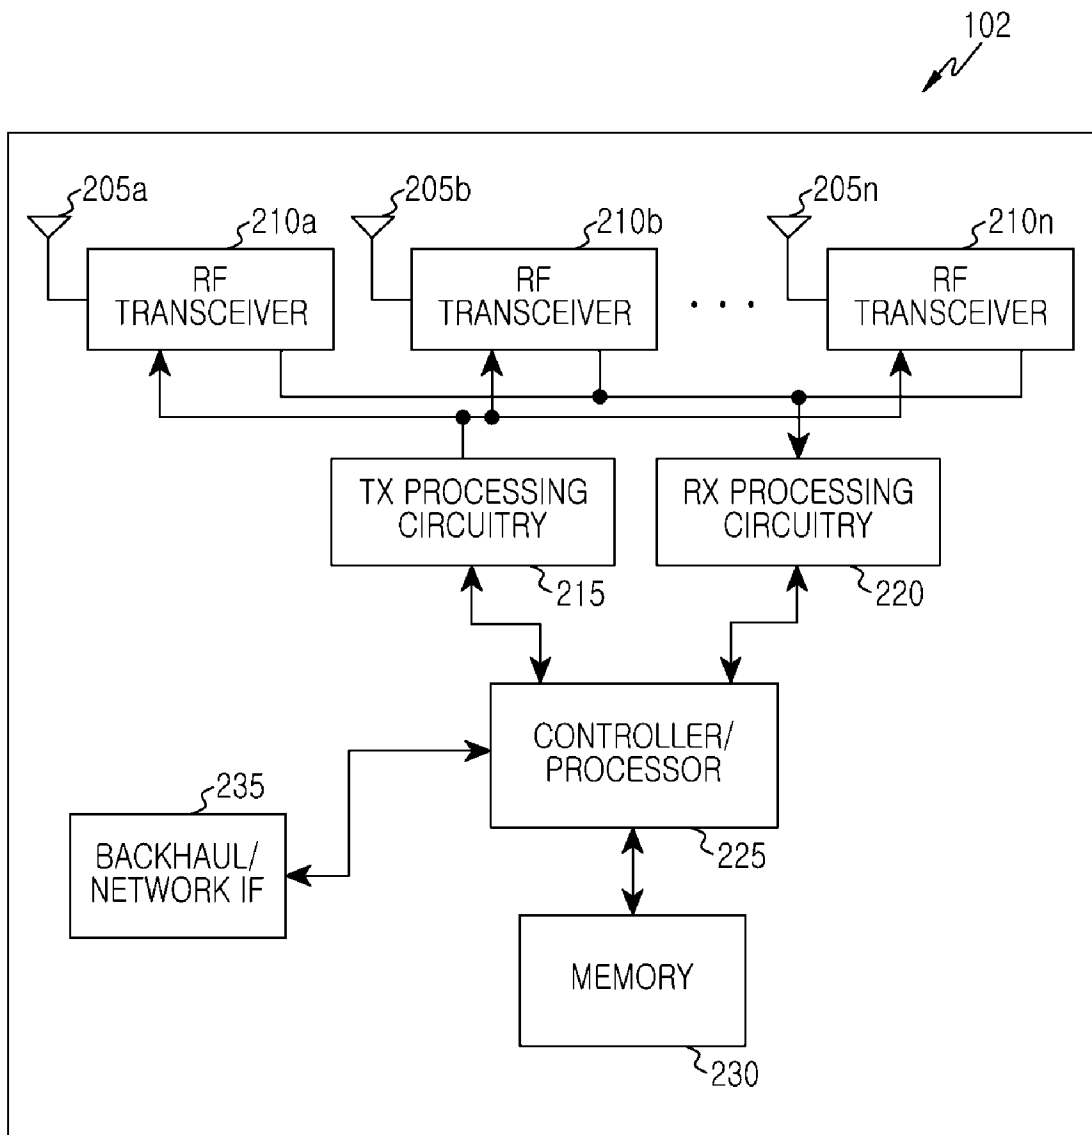 102
205a
205b
205n
210a
210b
210n
RF
TRANSCEIVER
RF
TRANSCEIVER
. . .
RF
TRANSCEIVER
TX PROCESSING
CIRCUITRY
RX PROCESSING
CIRCUITRY
215
220
CONTROLLER/
PROCESSOR
235
225
BACKHAUL/
NETWORK IF
MEMORY
230